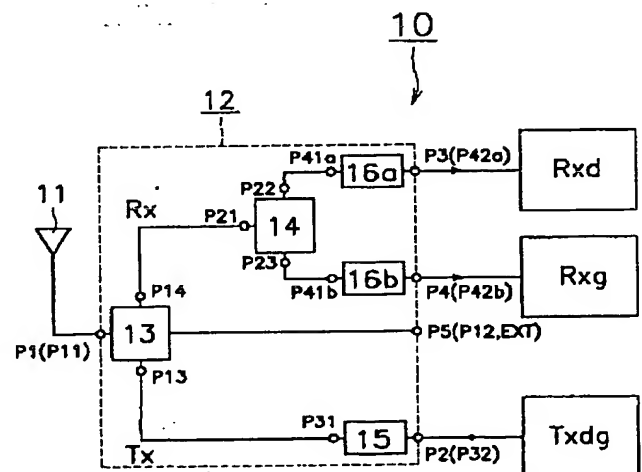 10
12
11
P41a
16a
P3(P42a)
Rxd
P22
Rx
P21
14
P23
P41b
16b
P4(P42b)
Rxg
P14
13
P5(P12,EXT)
P1(P11)
P13
P31
15
Tx
P2(P32)
Txdg